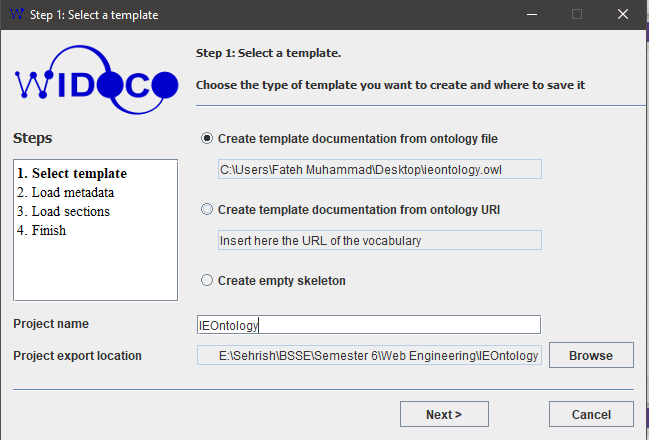 Step 1: Select a template
WIDOCO
Step 1: Select a template.
Choose the type of template you want to create and where to save it
Steps
1. Select template
2. Load metadata
3. Load sections
4. Finish
Create template documentation from ontology file
C:\Users\Fateh Muhammad\Desktop\ieontology.owl
Create template documentation from ontology URI
Insert here the URL of the vocabulary
Create empty skeleton
Project name
IEOntology
Project export location
E:\Sehrish\BSSE\Semester 6\Web Engineering\IEOntology
Browse
Next >
Cancel